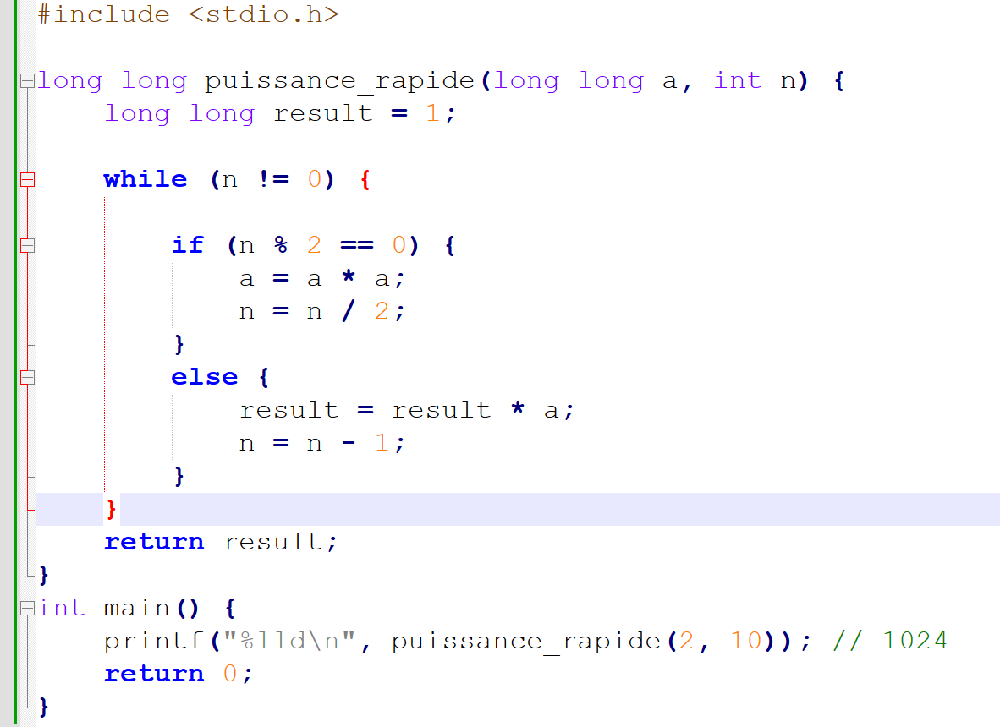 #include <stdio.h>
long long puissance_rapide(long long a, int n) {
long long result = 1;
while (n != 0) {
if (n % 2 == 0) {
a = a * a;
n = n / 2;
}
else {
result = result * a;
n = n - 1;
}
}
return result;
}
int main() {
printf("%lld\n", puissance_rapide(2, 10)); // 1024
return 0;
}